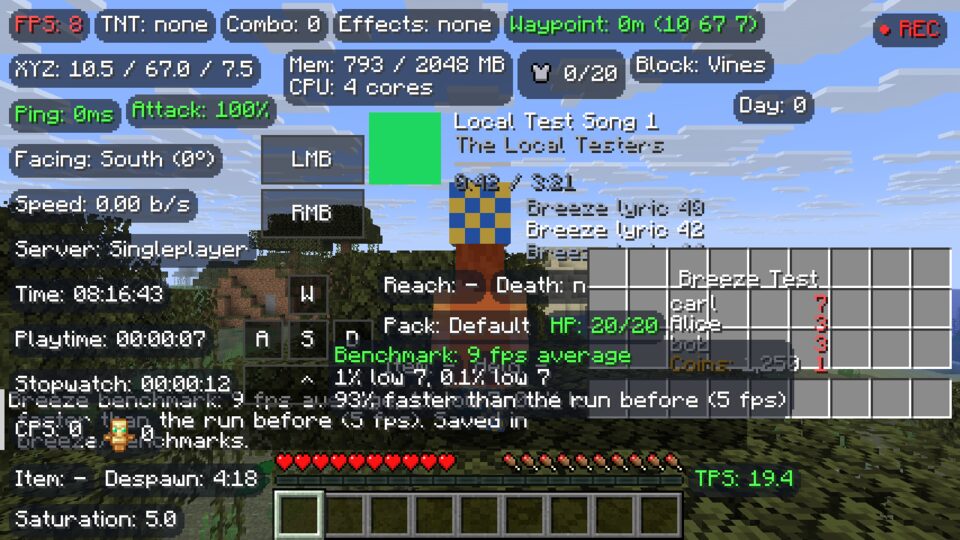 FPS: 8
TNT: none
Combo: 0
Effects: none
Waypoint: 0m (10 67 7)
REC
XYZ: 10.5 / 67.0 / 7.5
Mem: 793 / 2048 MB
CPU: 4 cores
0/20
Block: Vines
Day: 0
Ping: 0ms
Attack: 100%
Local Test Song 1
The Local Testers
0:42 / 3:21
Facing: South (0°)
LMB
RMB
Speed: 0.00 b/s
Breeze lyric 40
Breeze lyric 42
Server: Singleplayer
Reach: -
Death: n
Breeze Test
carl 7
Alice 3
bob 3
Coins: 1,250 1
Time: 08:16:43
W
A
S
D
Pack: Default
HP: 20/20
Playtime: 00:00:07
Benchmark: 9 fps average
1% low 7, 0.1% low 7
93% faster than the run before (5 fps)
Stopwatch: 00:00:12
^
Breeze benchmark: 9 fps
faster than the run before (5 fps). Saved in
breeze/benchmarks.
CPS: 0
0
Item: -
Despawn: 4:18
TPS: 19.4
Saturation: 5.0